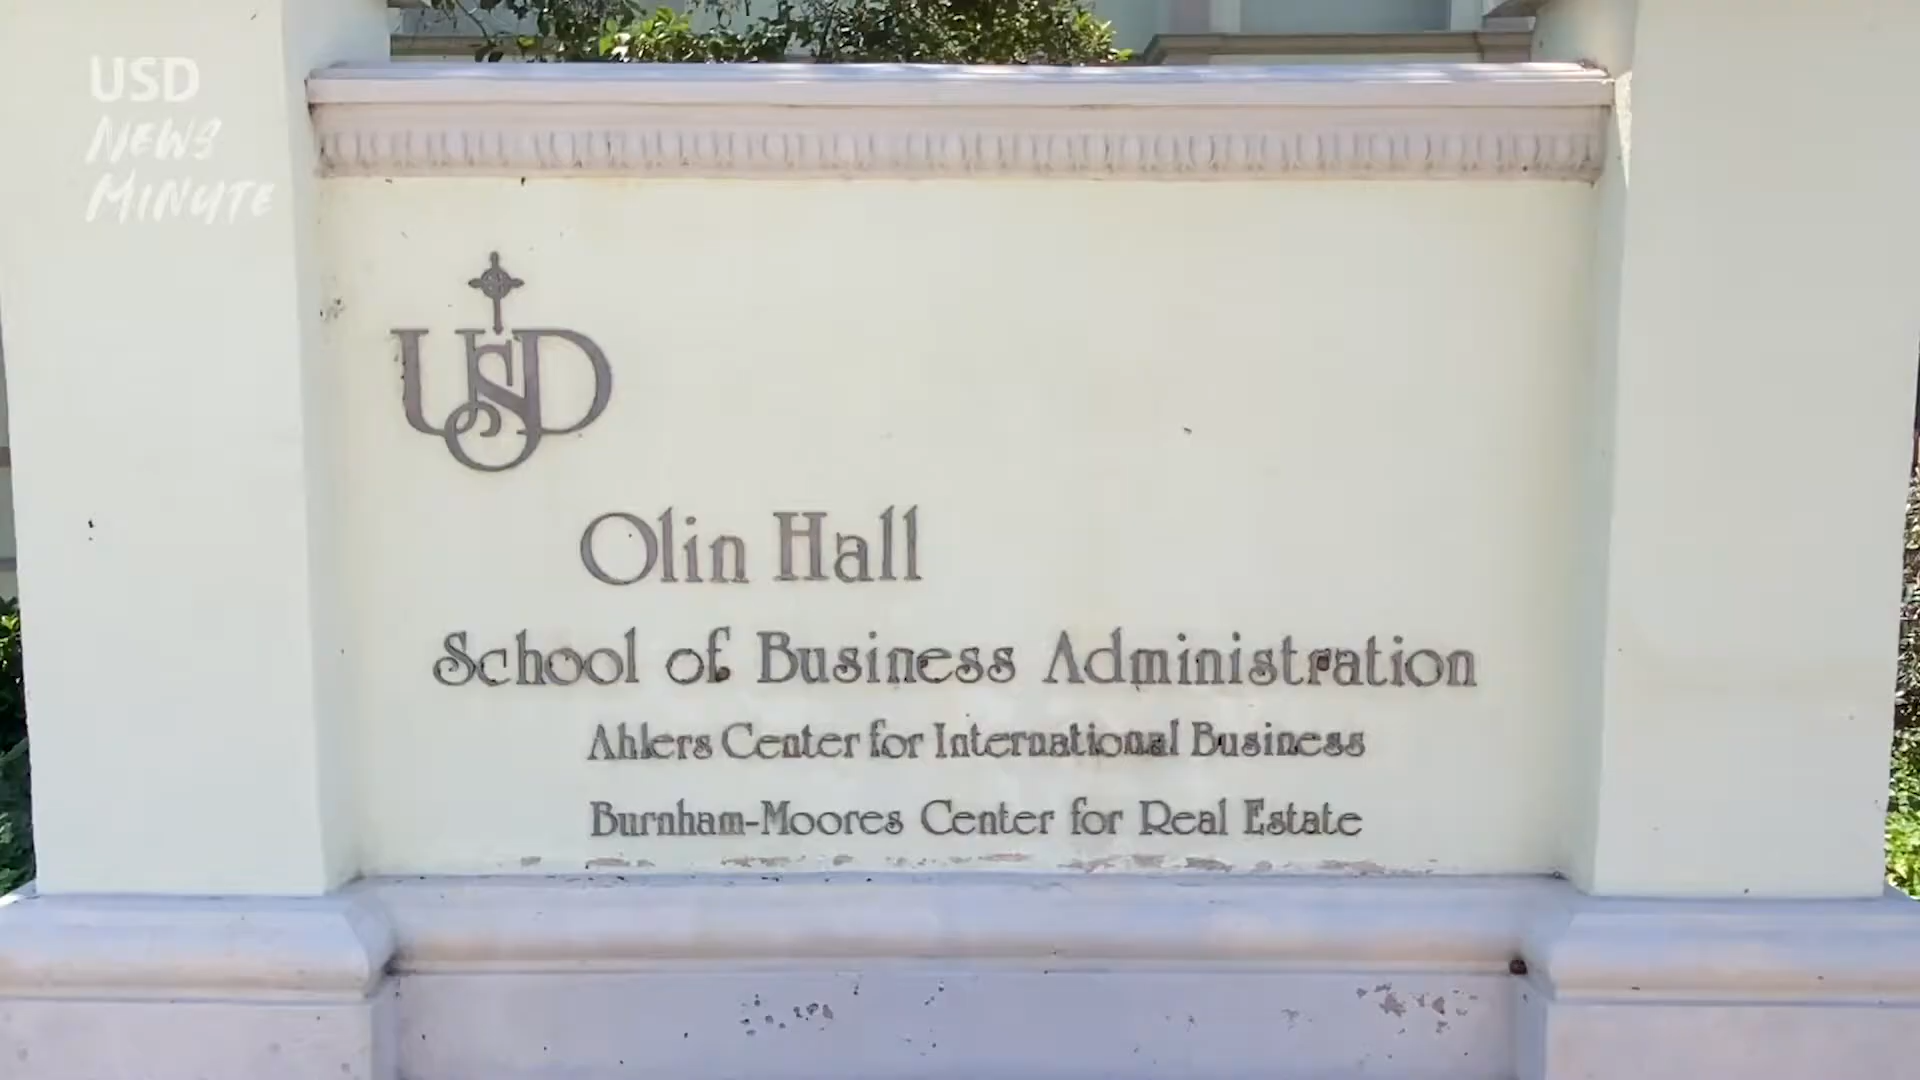 USD
NEWS
MINUTE
USD
Olin Hall
School of Business Administration
Ahlers Center for International Business
Burnham-Moores Center for Real Estate